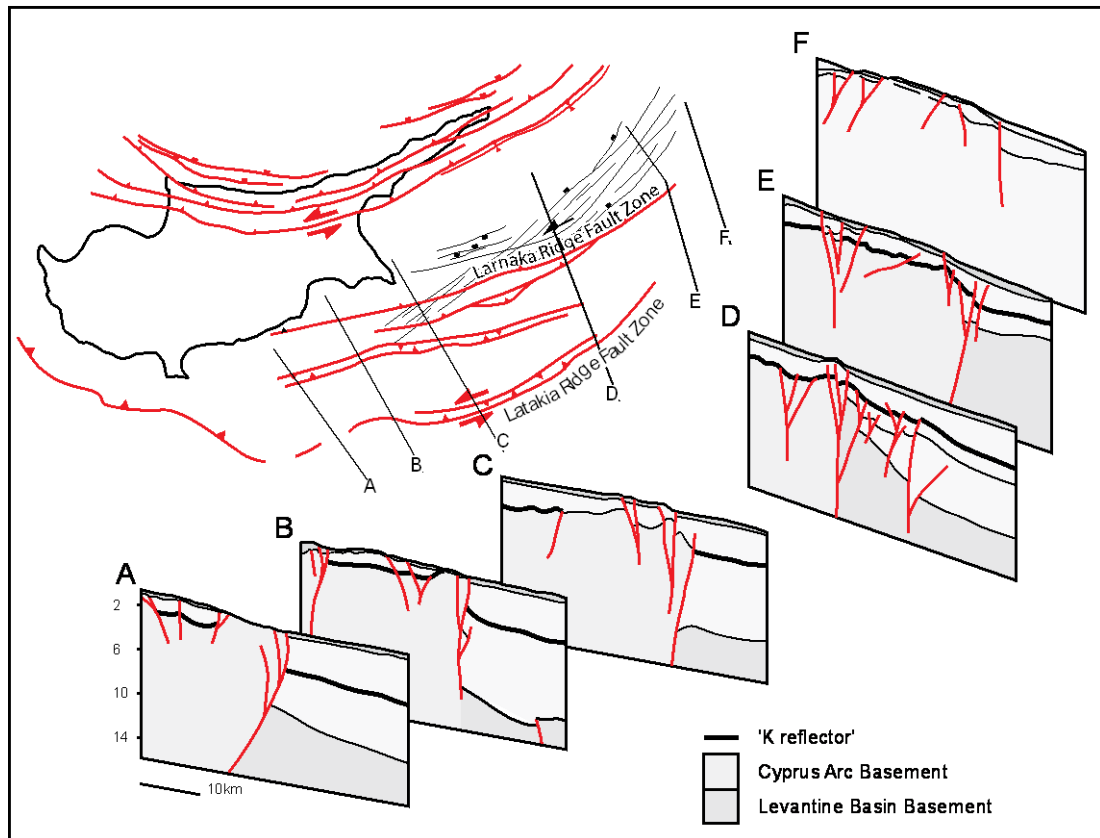 F
E
D
Larnaka Ridge Fault Zone
Latakia Ridge Fault Zone
F.
E
D.
C.
B.
A
C
B
A
2
6
10
14
10km
'K reflector'
Cyprus Arc Basement
Levantine Basin Basement